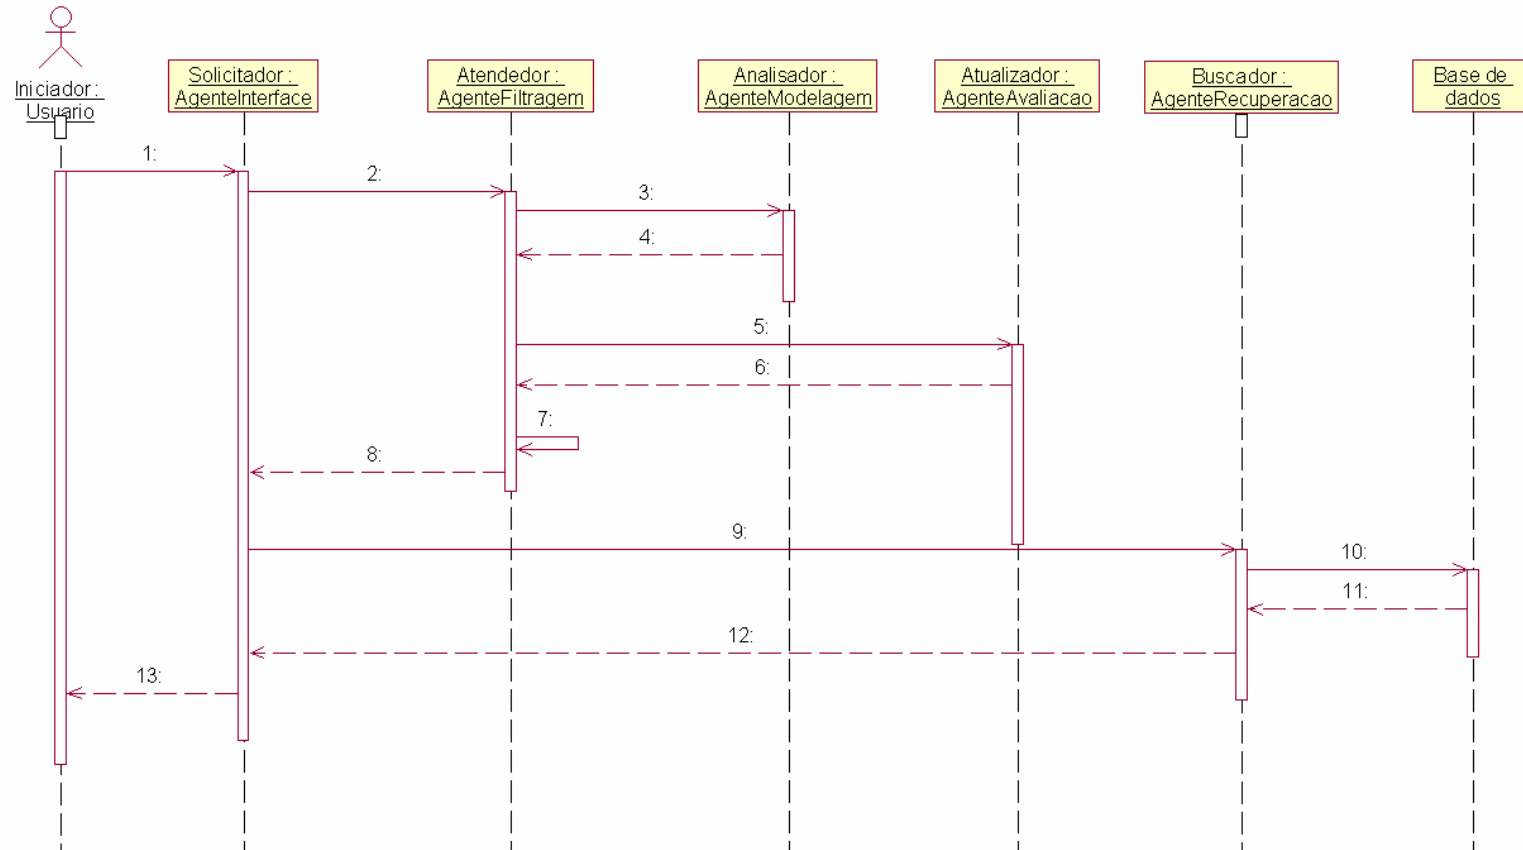 Iniciador :
Usuario
Solicitador :
AgenteInterface
Atendedor :
AgenteFiltragem
Analisador :
AgenteModelagem
Atualizador :
AgenteAvaliacao
Buscador :
AgenteRecuperacao
Base de
dados
1:
2:
3:
4:
5:
6:
7:
8:
9:
10:
11:
12:
13: